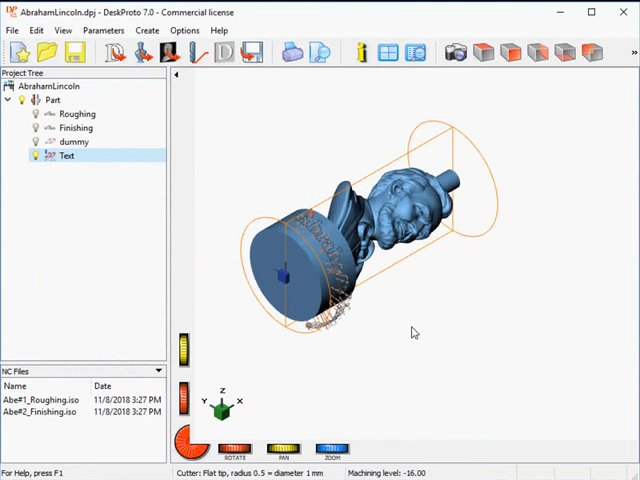 AbrahamLincoln.dpj - DeskProto 7.0 - Commercial license
File Edit View Parameters Create Options Help
Project Tree
AbrahamLincoln
Part
Roughing
Finishing
dummy
Text
NC Files
Name Date
Abe#1_Roughing.iso 11/8/2018 3:27 PM
Abe#2_Finishing.iso 11/8/2018 3:27 PM
Z
Y X
ROTATE PAN ZOOM
For Help, press F1 Cutter: Flat tip, radius 0.5 = diameter 1 mm Machining level: -16.00